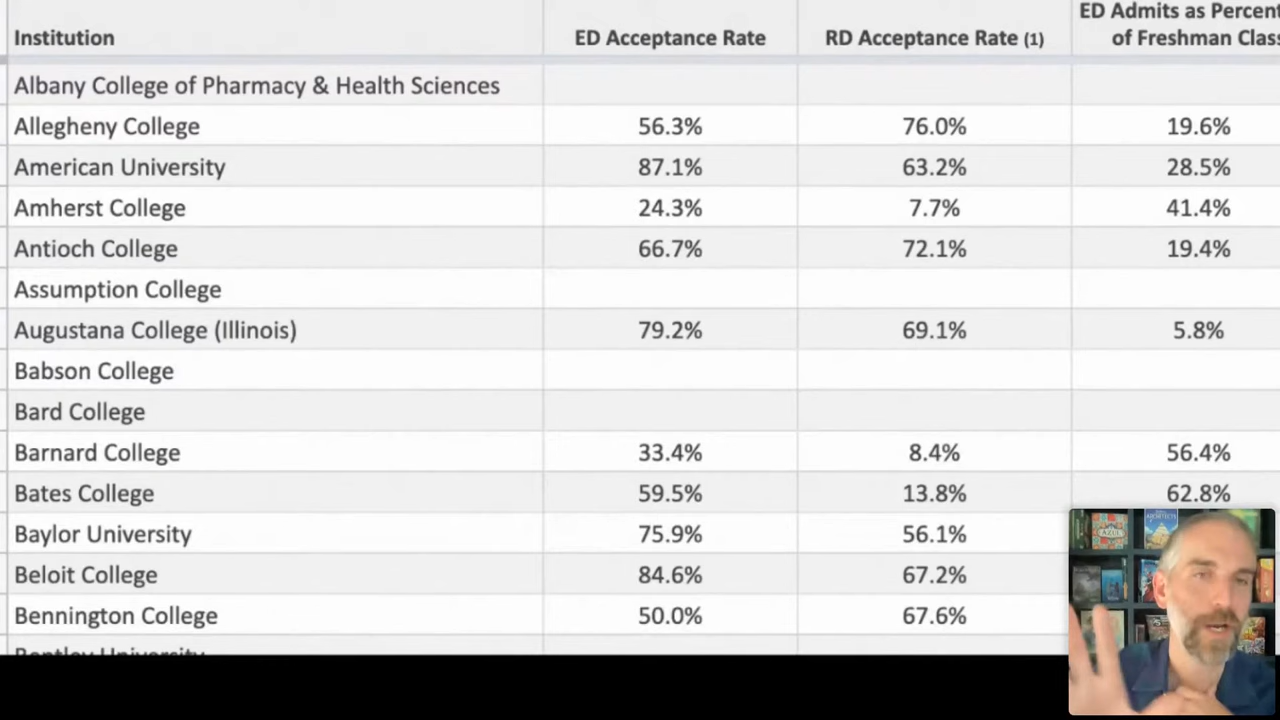 Institution ED Acceptance Rate RD Acceptance Rate (1) ED Admits as Percent
of Freshman Class
Albany College of Pharmacy & Health Sciences
Allegheny College 56.3% 76.0% 19.6%
American University 87.1% 63.2% 28.5%
Amherst College 24.3% 7.7% 41.4%
Antioch College 66.7% 72.1% 19.4%
Assumption College
Augustana College (Illinois) 79.2% 69.1% 5.8%
Babson College
Bard College
Barnard College 33.4% 8.4% 56.4%
Bates College 59.5% 13.8% 62.8%
Baylor University 75.9% 56.1%
Beloit College 84.6% 67.2%
Bennington College 50.0% 67.6%
Bentley University
AZUL
ARCHITECTS